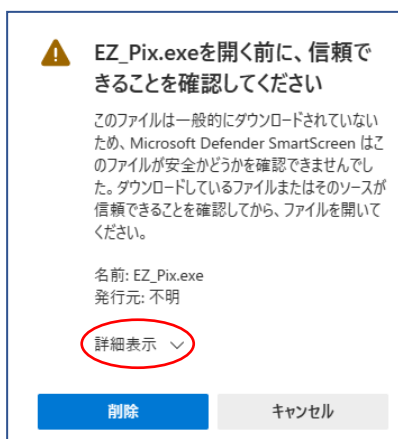 EZ_Pix.exeを開く前に、信頼で
きることを確認してください
このファイルは一般的にダウンロードされていない
ため、Microsoft Defender SmartScreen はこ
のファイルが安全かどうかを確認できませんでし
た。ダウンロードしているファイルまたはそのソースが
信頼できることを確認してから、ファイルを開いて
ください。
名前: EZ_Pix.exe
発行元: 不明
詳細表示
削除
キャンセル